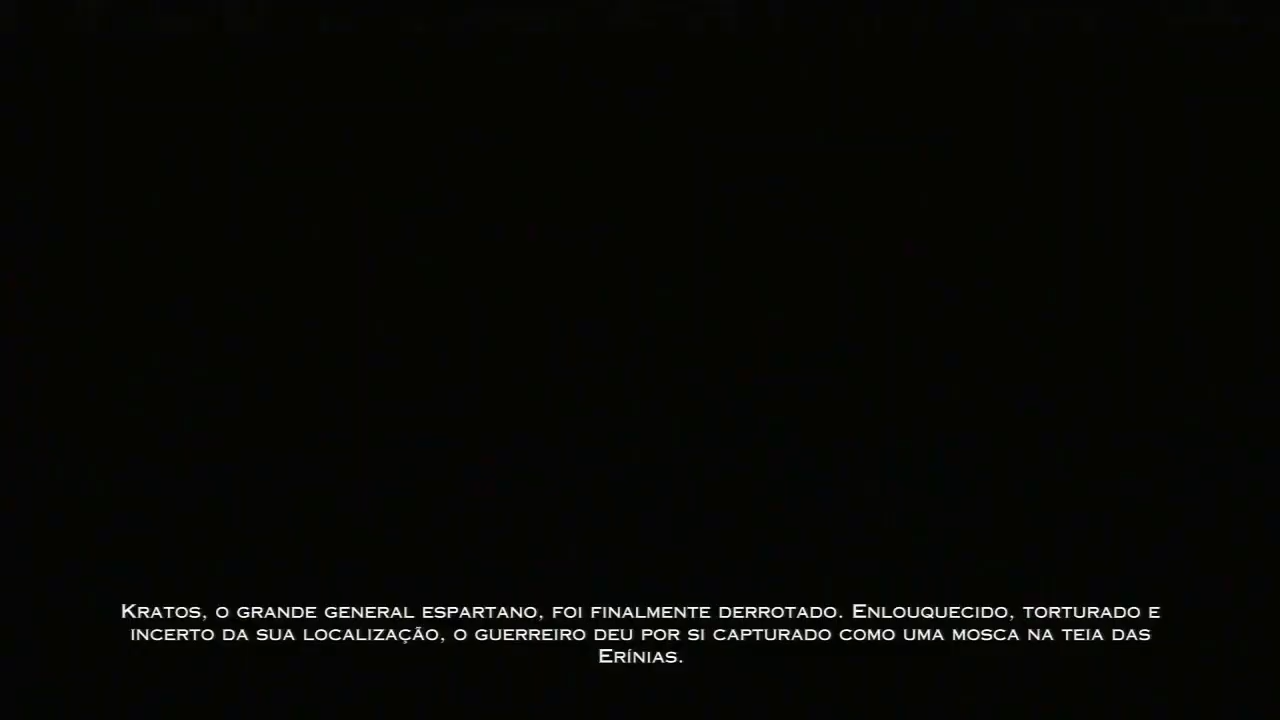 Kratos, o grande general espartano, foi finalmente derrotado. Enlouquecido, torturado e
incerto da sua localização, o guerreiro deu por si capturado como uma mosca na teia das
Erínias.